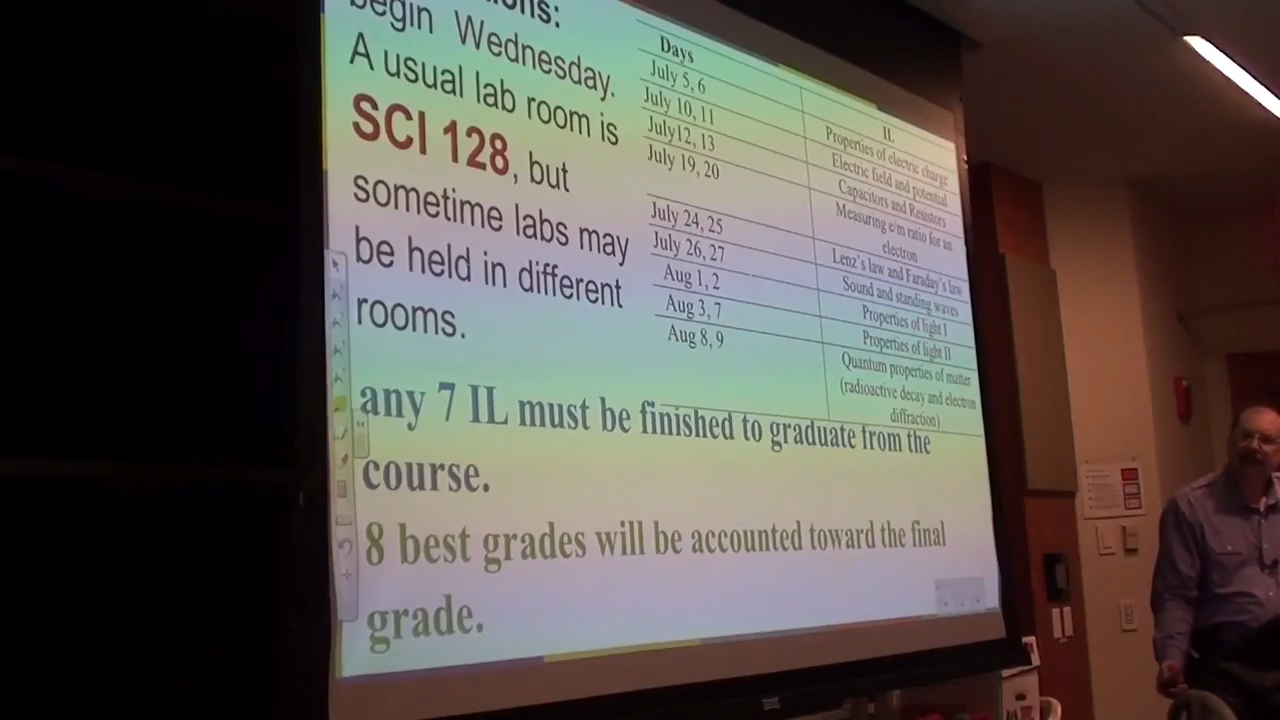 begin Wednesday.
A usual lab room is
SCI 128, but
sometime labs may
be held in different
rooms.
Days
IL
July 5, 6
Properties of electric charge
July 10, 11
Electric field and potential
July12, 13
Capacitors and Resistors
July 19, 20
Measuring e/m ratio for an
electron
July 24, 25
Lenz's law and Faraday's law
July 26, 27
Sound and standing waves
Aug 1, 2
Properties of light I
Aug 3, 7
Properties of light II
Aug 8, 9
Quantum properties of matter
(radioactive decay and electron
diffraction)
any 7 IL must be finished to graduate from the
course.
8 best grades will be accounted toward the final
grade.